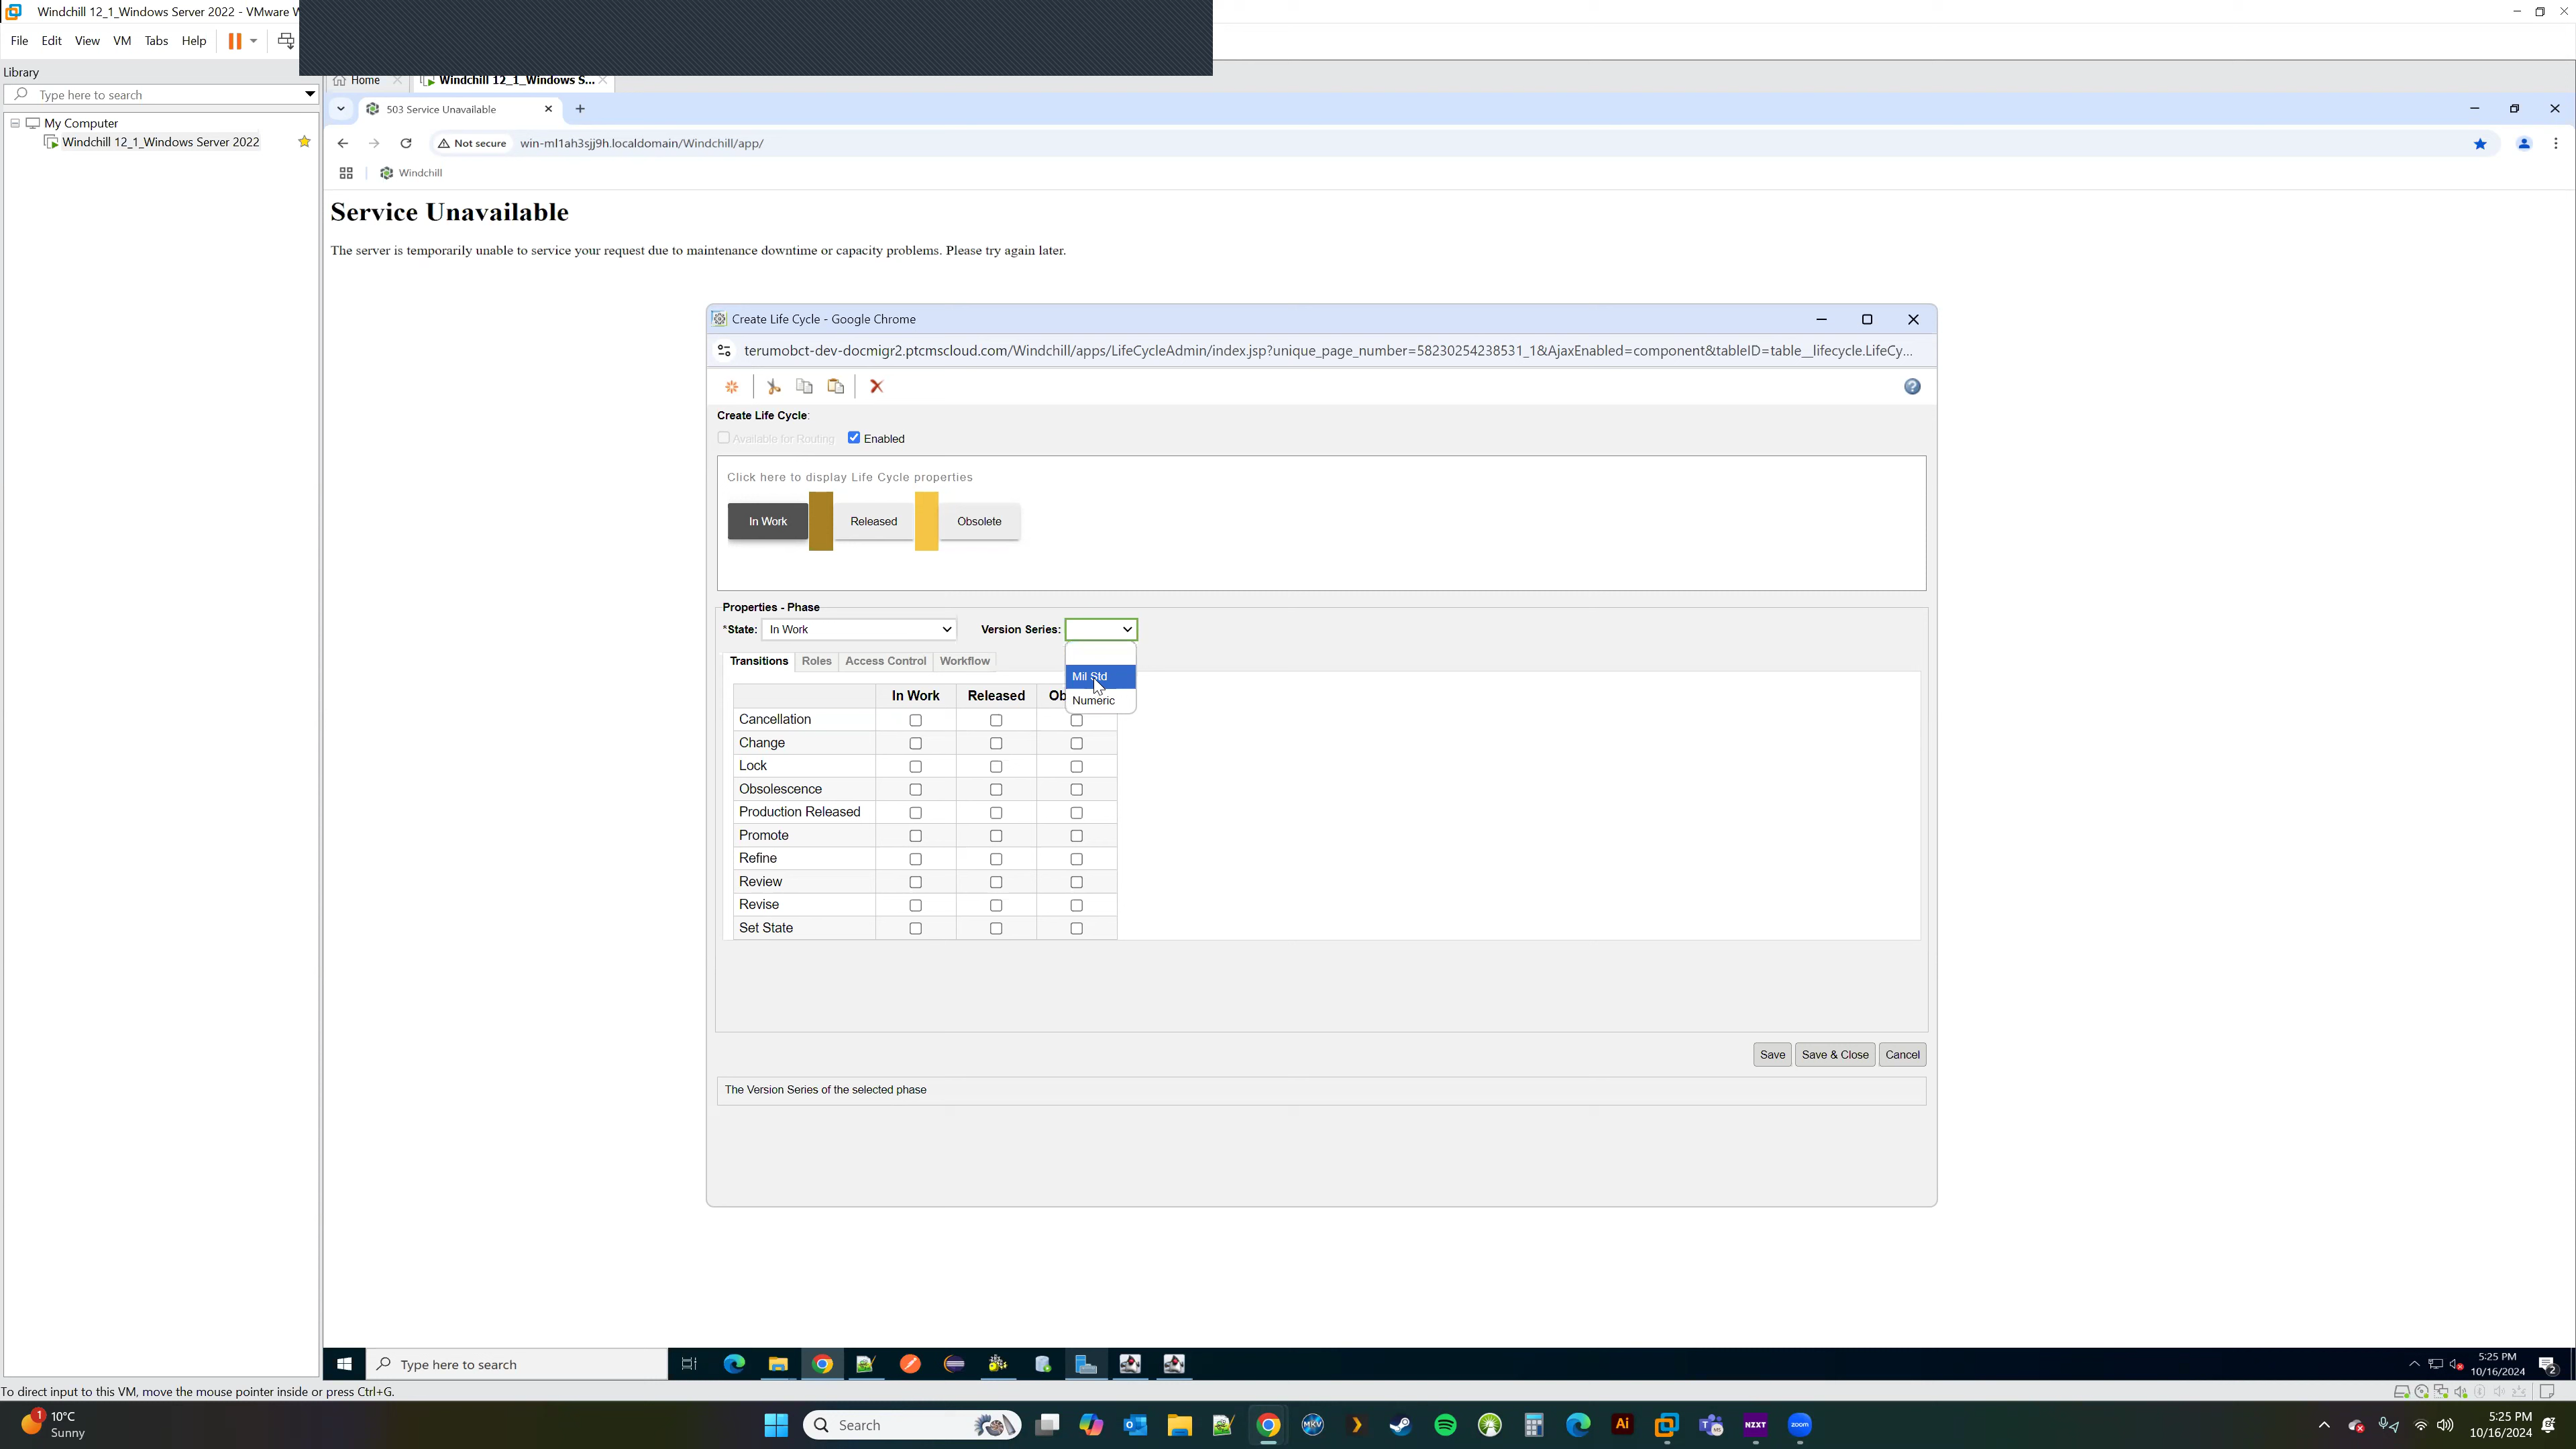 Windchill 12_1_Windows Server 2022 - VMware W
File Edit View VM Tabs Help
Library
Type here to search
My Computer
Windchill 12_1_Windows Server 2022
Home
Windchill 12_1_Windows S...
503 Service Unavailable
Not secure
win-ml1ah3sjj9h.localdomain/Windchill/app/
Windchill
Service Unavailable
The server is temporarily unable to service your request due to maintenance downtime or capacity problems. Please try again later.
Create Life Cycle - Google Chrome
terumobct-dev-docmigr2.ptcmscloud.com/Windchill/apps/LifeCycleAdmin/index.jsp?unique_page_number=58230254238531_1&AjaxEnabled=component&tableID=table__lifecycle.LifeCy...
Create Life Cycle:
Available for Routing Enabled
Click here to display Life Cycle properties
In Work Released Obsolete
Properties - Phase
*State: In Work Version Series:
Transitions Roles Access Control Workflow
Mil Std
Numeric
In Work Released Ob
Cancellation
Change
Lock
Obsolescence
Production Released
Promote
Refine
Review
Revise
Set State
Save Save & Close Cancel
The Version Series of the selected phase
Type here to search
5:25 PM
10/16/2024
2
To direct input to this VM, move the mouse pointer inside or press Ctrl+G.
1
10°C
Sunny
Search
MKV
Ai
NZXT
zoom
5:25 PM
10/16/2024